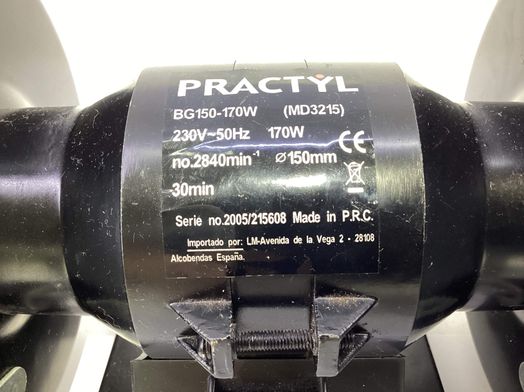 PRACTYL
BG150-170W (MD3215)
230V~50Hz 170W
CE
no.2840min⁻¹ ⌀150mm
30min
Serie no.2005/215608 Made in P.R.C.
Importado por: LM-Avenida de la Vega 2 - 28108
Alcobendas España.